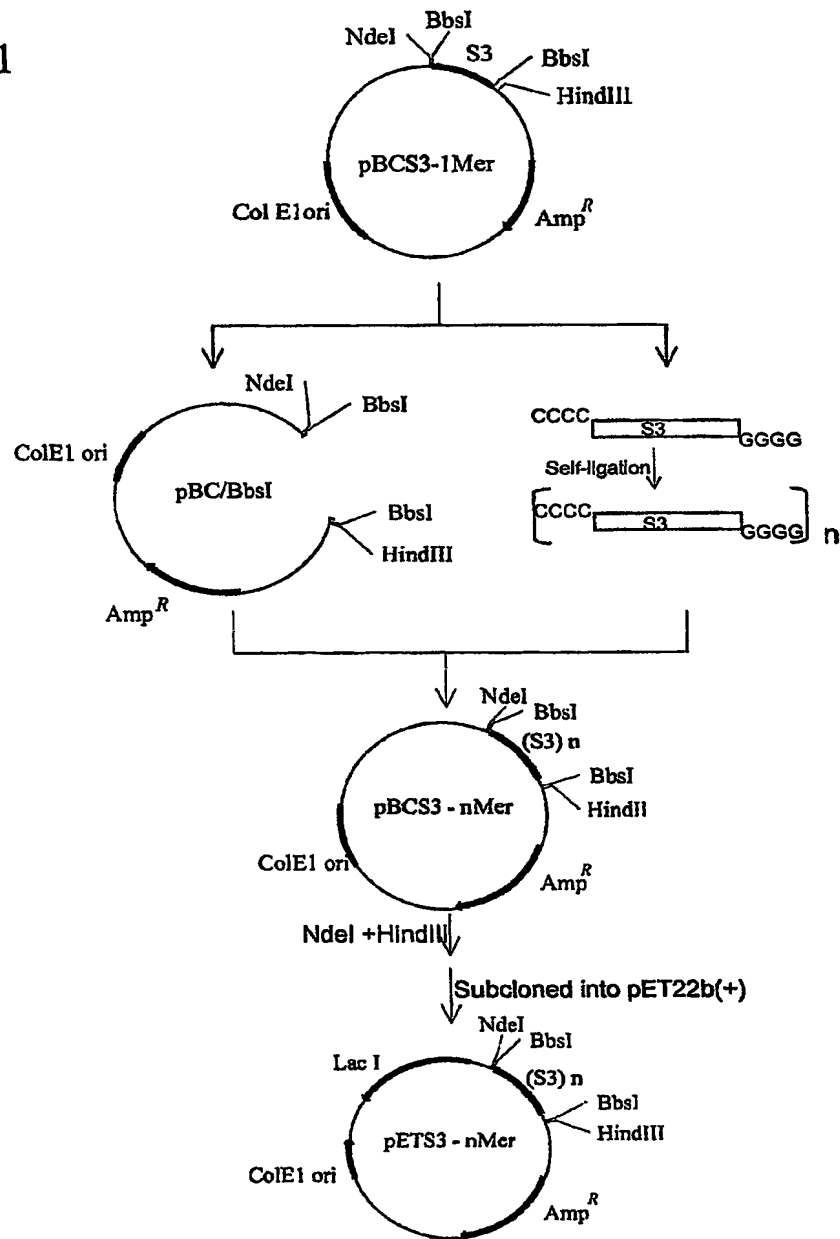 1
BbsI
NdeI
S3
BbsI
HindIII
pBCS3-1Mer
Col E1ori
Amp R
NdeI
BbsI
ColE1 ori
pBC/BbsI
BbsI
HindIII
Amp R
CCCC S3 GGGG
Self-ligation
CCCC S3 GGGG n
NdeI
BbsI
(S3) n
BbsI
HindII
pBCS3 - nMer
ColE1 ori
Amp R
NdeI +HindIII
Subcloned into pET22b(+)
NdeI
BbsI
Lac I
(S3) n
BbsI
HindIII
pETS3 - nMer
ColE1 ori
Amp R